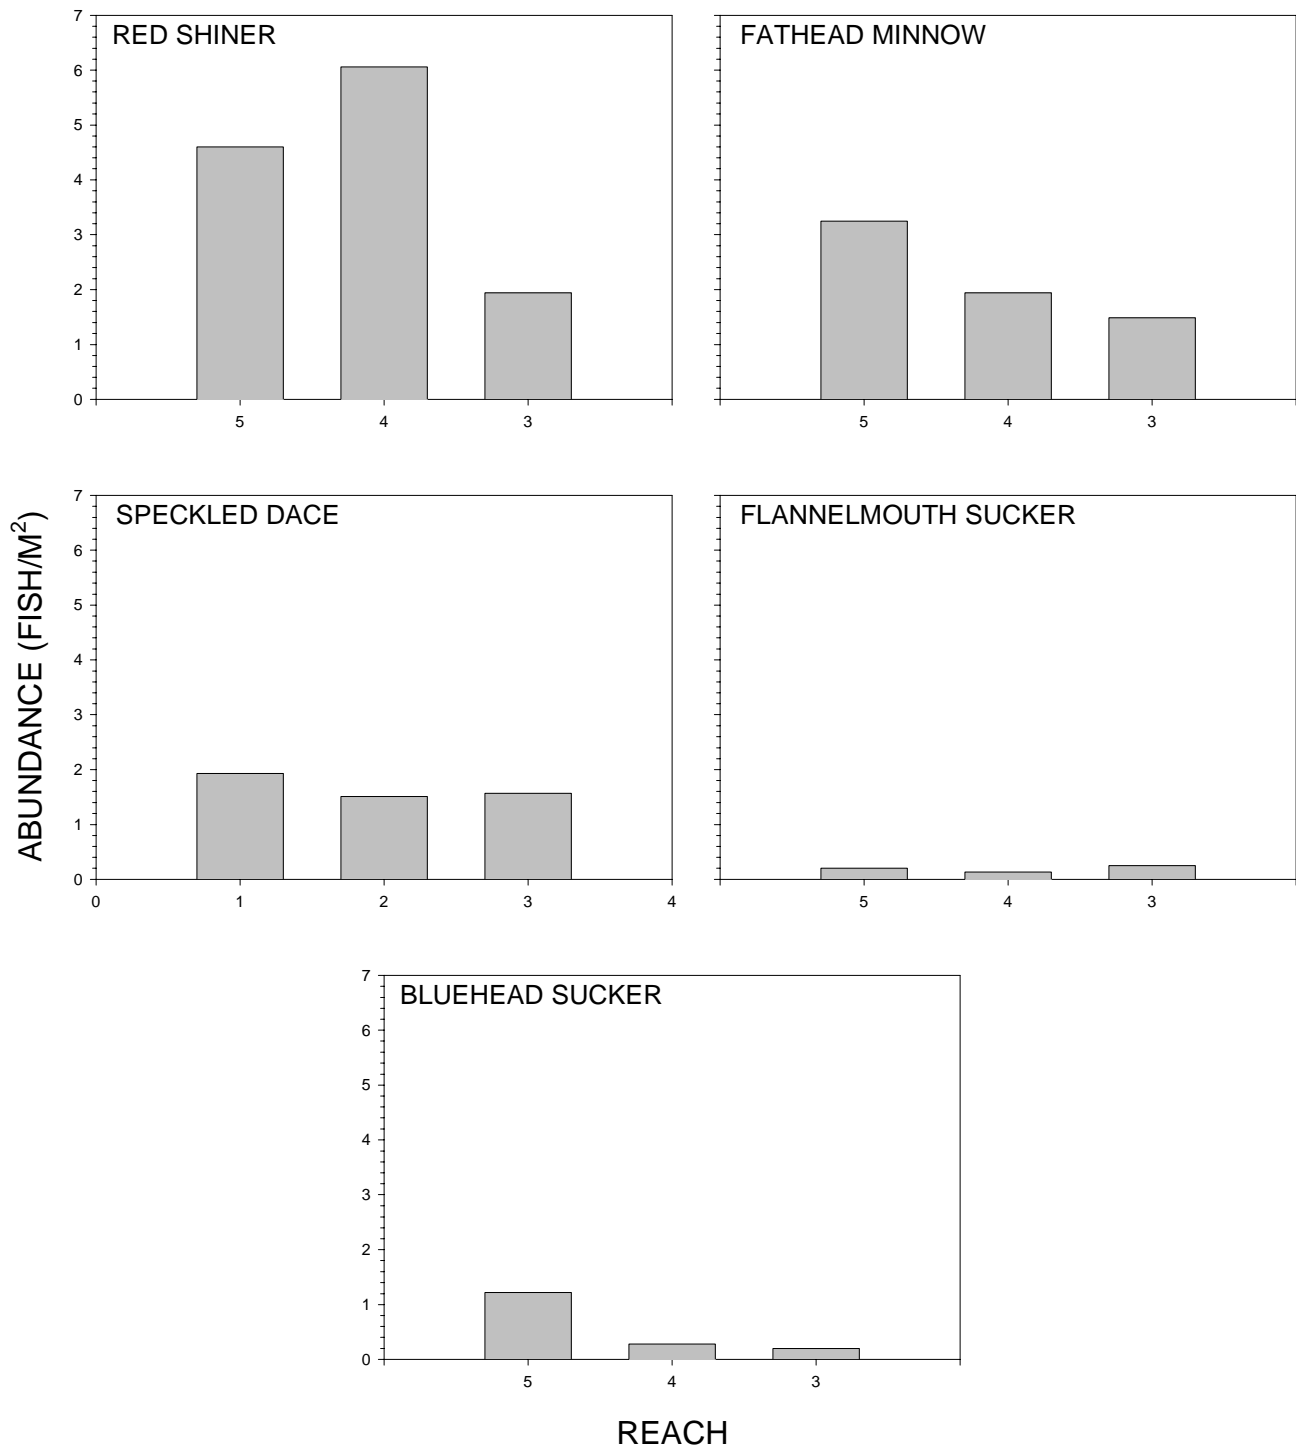 RED SHINER
7
6
5
4
3
2
1
0
5 4 3
FATHEAD MINNOW
5 4 3
ABUNDANCE (FISH/M²)
SPECKLED DACE
7
6
5
4
3
2
1
0
0 1 2 3 4
FLANNELMOUTH SUCKER
5 4 3
BLUEHEAD SUCKER
7
6
5
4
3
2
1
0
5 4 3
REACH